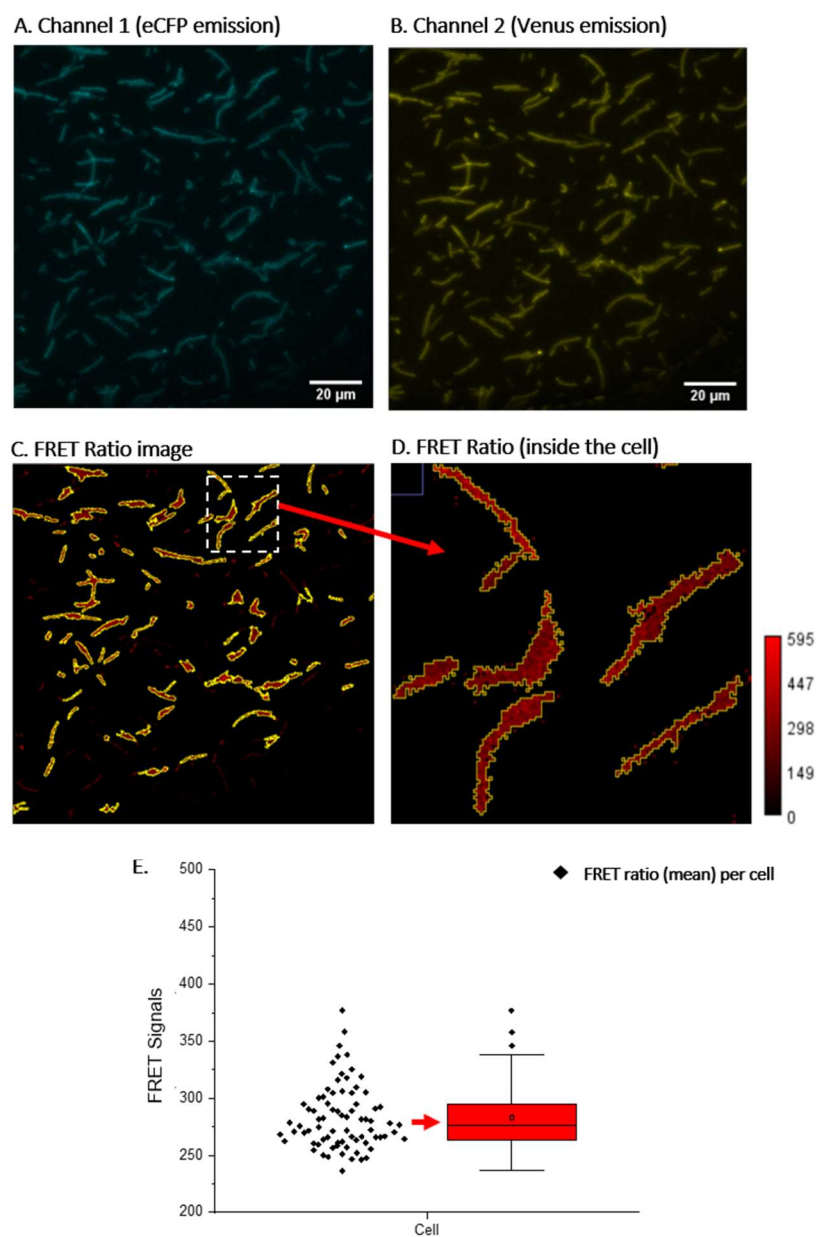 A. Channel 1 (eCFP emission)
B. Channel 2 (Venus emission)
20 µm
20 µm
C. FRET Ratio image
D. FRET Ratio (inside the cell)
595
447
298
149
0
E.
FRET ratio (mean) per cell
500
450
400
350
300
250
200
FRET Signals
Cell